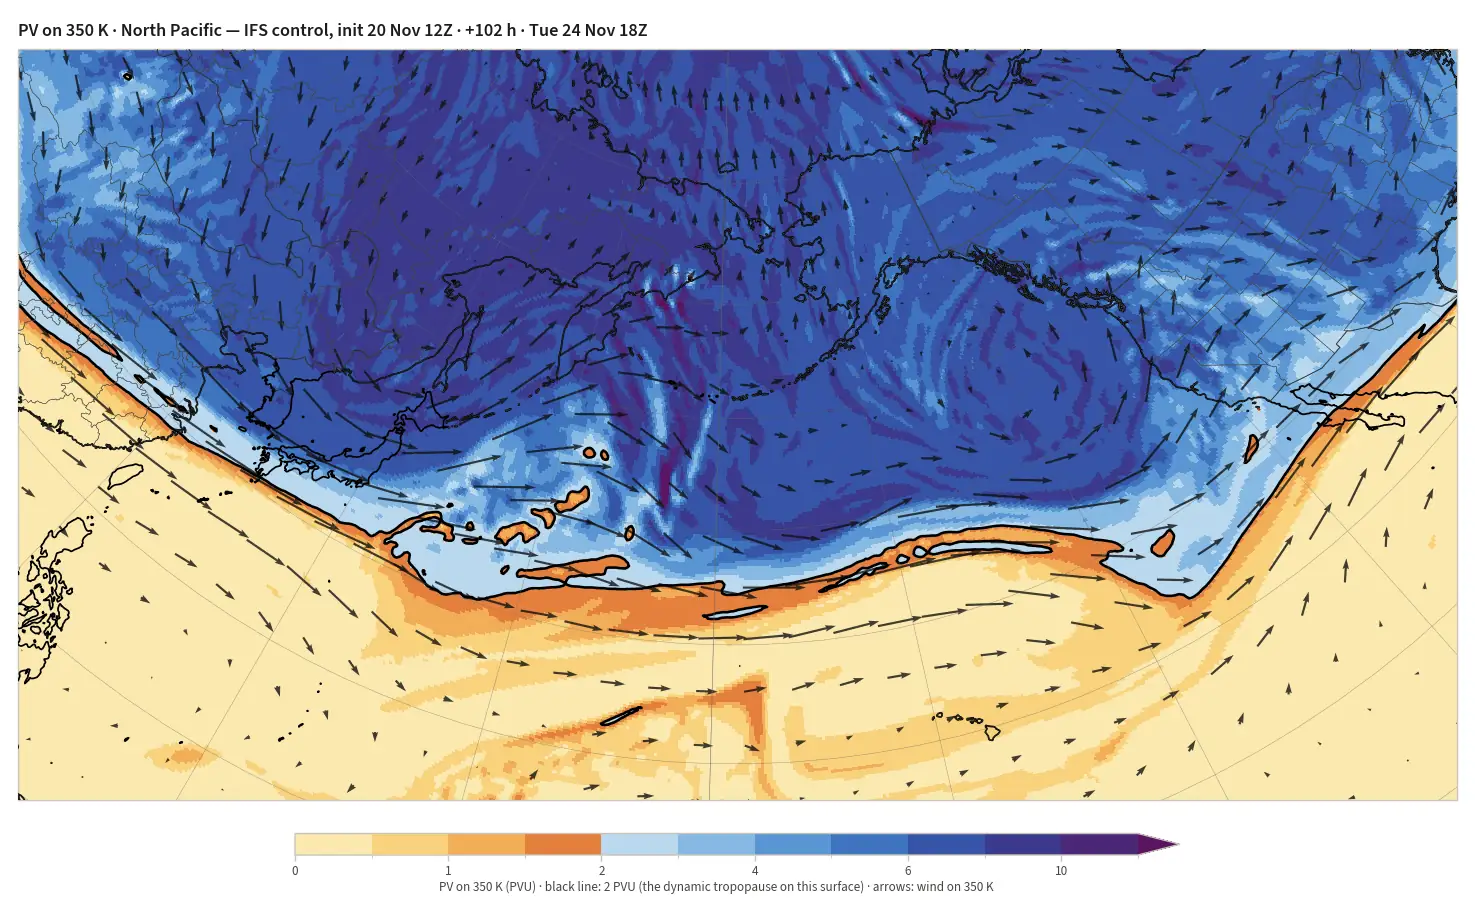 PV on 350 K · North Pacific — IFS control, init 20 Nov 12Z · +102 h · Tue 24 Nov 18Z
0 1 2 4 6 10
PV on 350 K (PVU) · black line: 2 PVU (the dynamic tropopause on this surface) · arrows: wind on 350 K